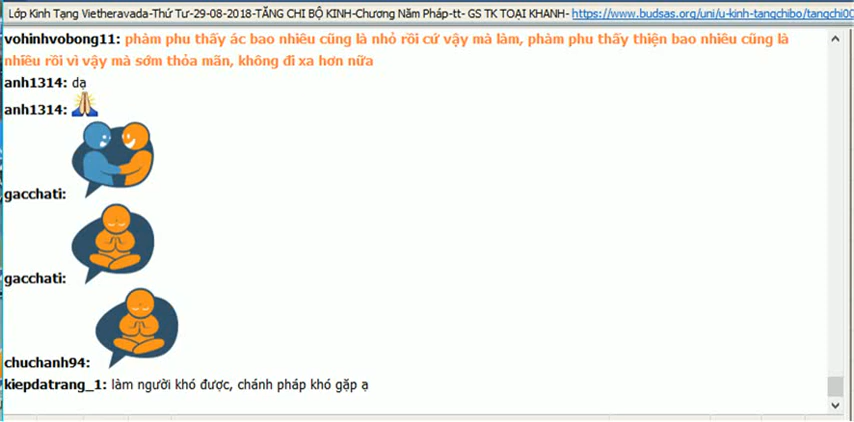 Lớp Kinh Tạng Vietheravada-Thứ Tư-29-08-2018-TĂNG CHI BỘ KINH-Chương Năm Pháp-tt- GS TK TOẠI KHANH- https://www.budsas.org/uni/u-kinh-tangchibo/tangchi0
vohinhvobong11: phàm phu thấy ác bao nhiêu cũng là nhỏ rồi cứ vậy mà làm, phàm phu thấy thiện bao nhiêu cũng là
nhiều rồi vì vậy mà sớm thỏa mãn, không đi xa hơn nữa
anh1314: dạ
anh1314:
gacchati:
gacchati:
chuchanh94:
kiepdatrang_1: làm người khó được, chánh pháp khó gặp ạ